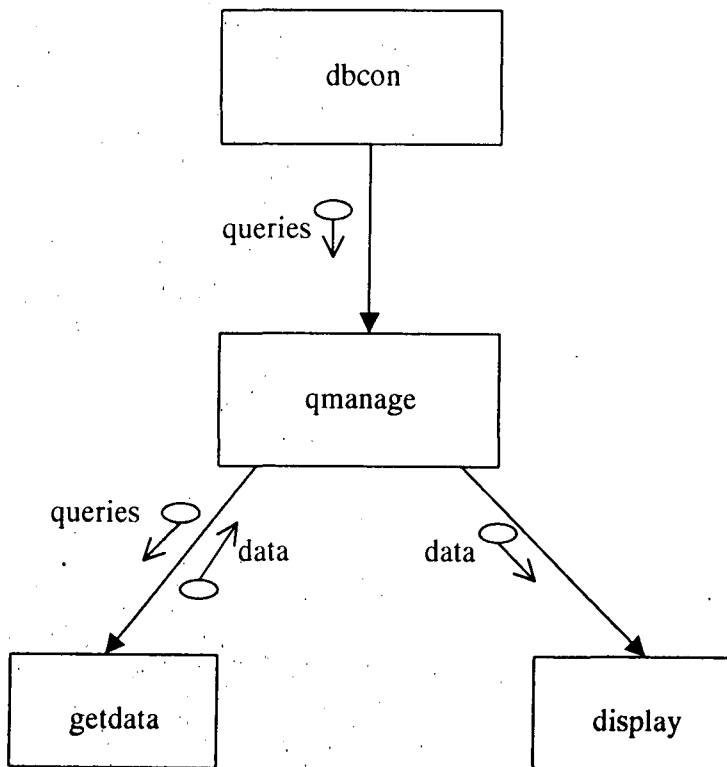 dbcon
queries
qmanage
queries
data
data
getdata
display